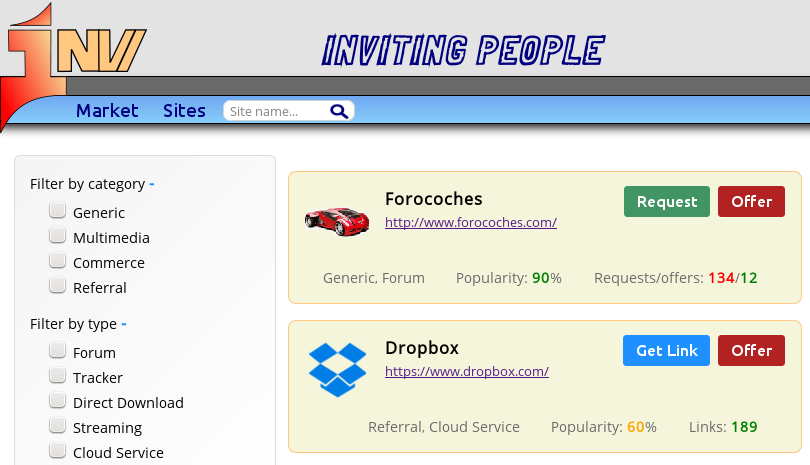 iNV
INVITING PEOPLE
Market Sites Site name...
Filter by category -
Generic
Multimedia
Commerce
Referral
Filter by type -
Forum
Tracker
Direct Download
Streaming
Cloud Service
Forocoches Request Offer
http://www.forocoches.com/
Generic, Forum Popularity: 90% Requests/offers: 134/12
Dropbox Get Link Offer
https://www.dropbox.com/
Referral, Cloud Service Popularity: 60% Links: 189